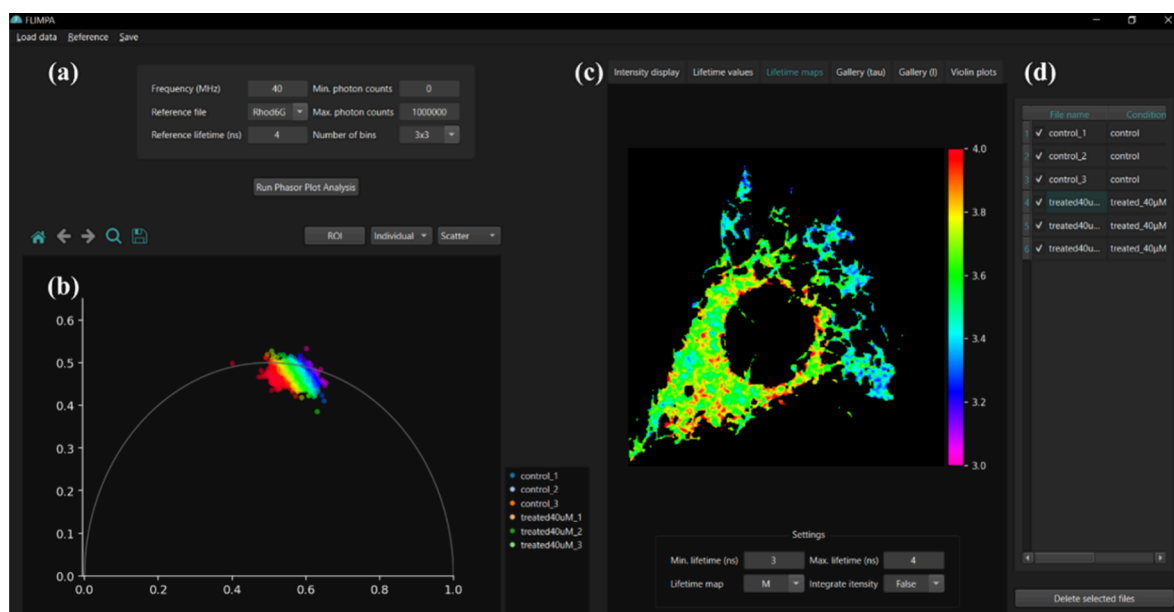 FLIMPA
Load data Reference Save
(a)
Frequency (MHz) 40 Min. photon counts 0
Reference file Rhod6G Max. photon counts 1000000
Reference lifetime (ns) 4 Number of bins 3x3
Run Phasor Plot Analysis
ROI Individual Scatter
(b)
0.6
0.5
0.4
0.3
0.2
0.1
0.0
0.0 0.2 0.4 0.6 0.8 1.0
control_1
control_2
control_3
treated40uM_1
treated40uM_2
treated40uM_3
(c)
Intensity display Lifetime values Lifetime maps Gallery (tau) Gallery (I) Violin plots
4.0
3.8
3.6
3.4
3.2
3.0
Settings
Min. lifetime (ns) 3 Max. lifetime (ns) 4
Lifetime map M Integrate itensity False
(d)
File name Condition
1 control_1 control
2 control_2 control
3 control_3 control
4 treated40u... treated_40μM
5 treated40u... treated_40μM
6 treated40u... treated_40μM
Delete selected files